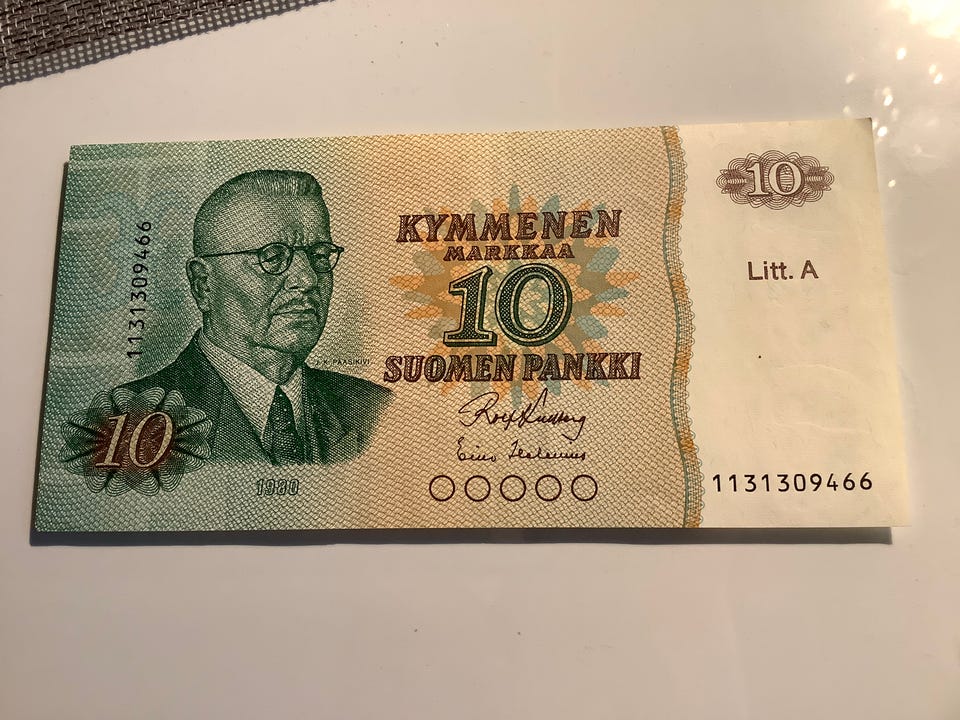 1131309466
J.K. PAASIKIVI
10
1980
KYMMENEN
MARKKAA
10
SUOMEN PANKKI
10
Litt. A
1131309466